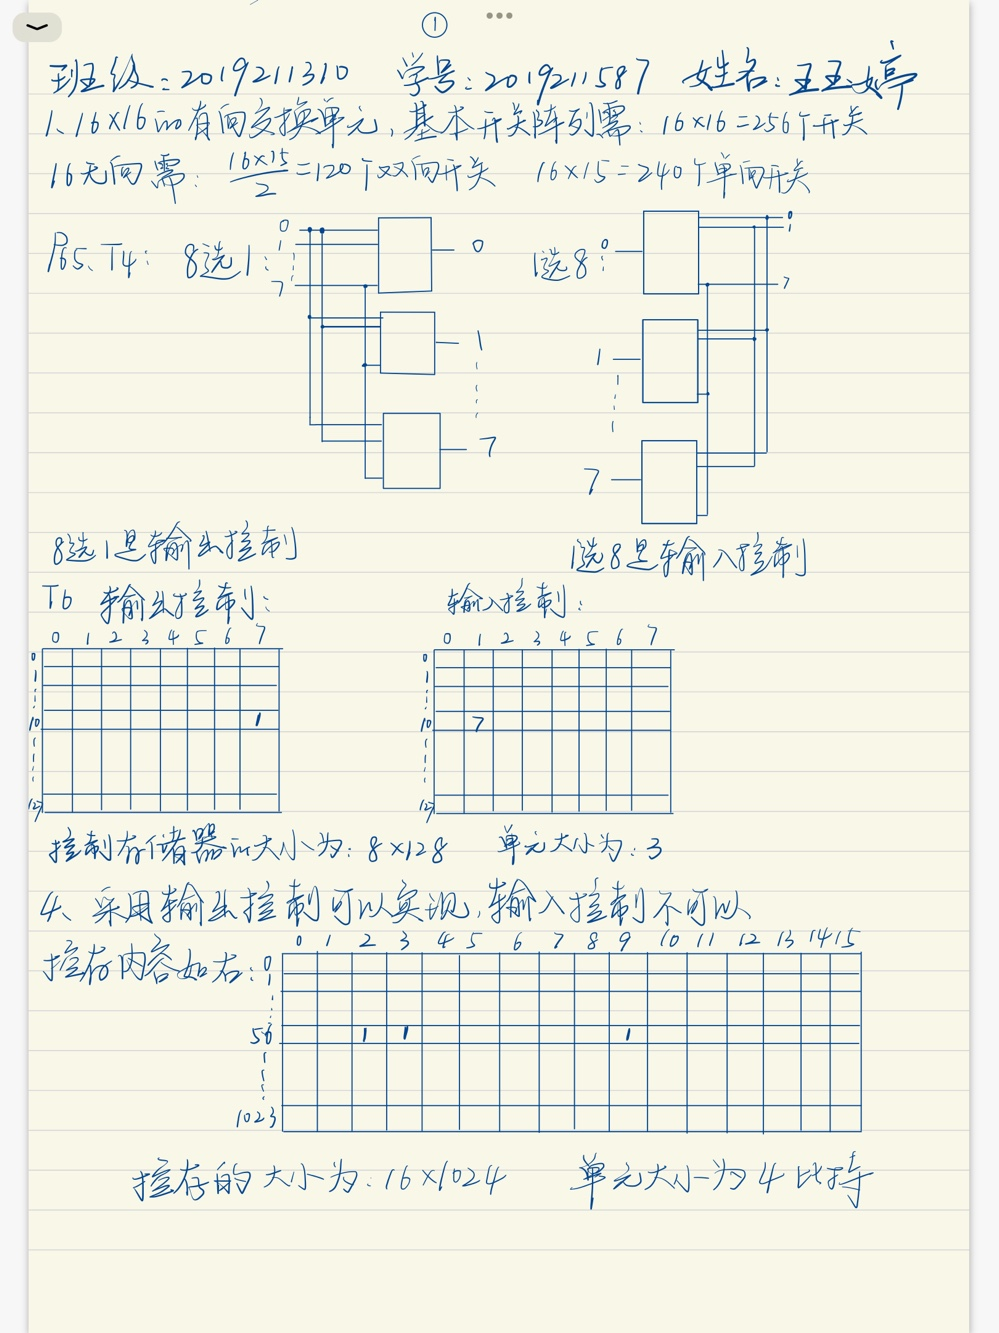 ①
班级:2019211310 学号:2019211587 姓名:王玉婷
1、16×16的有向交换单元,基本开关阵列需:16×16=256个开关
16无向需:16×15/2=120个双向开关 16×15=240个单向开关
P65、T4: 8选1: 0 1 7 0 1 7
1选8: 0 1 7 0 1 7
8选1是输出控制 1选8是输入控制
T6 输出控制: 输入控制:
0 1 2 3 4 5 6 7 0 1 2 3 4 5 6 7
0 0
1 1
10 1 10 7
127 127
控制存储器的大小为:8×128 单元大小为:3
4、采用输出控制可以实现,输入控制不可以
控存内容如右:
0 1 2 3 4 5 6 7 8 9 10 11 12 13 14 15
0
1
56 1 1 1
1023
控存的大小为:16×1024 单元大小为4比特